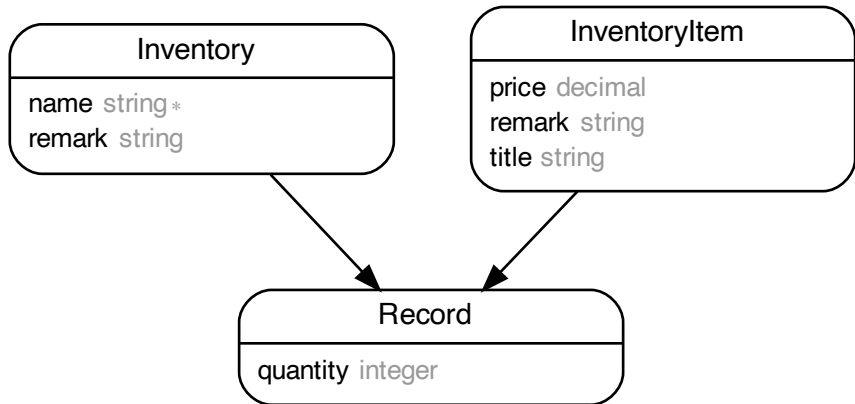 Inventory
name string*
remark string
InventoryItem
price decimal
remark string
title string
Record
quantity integer